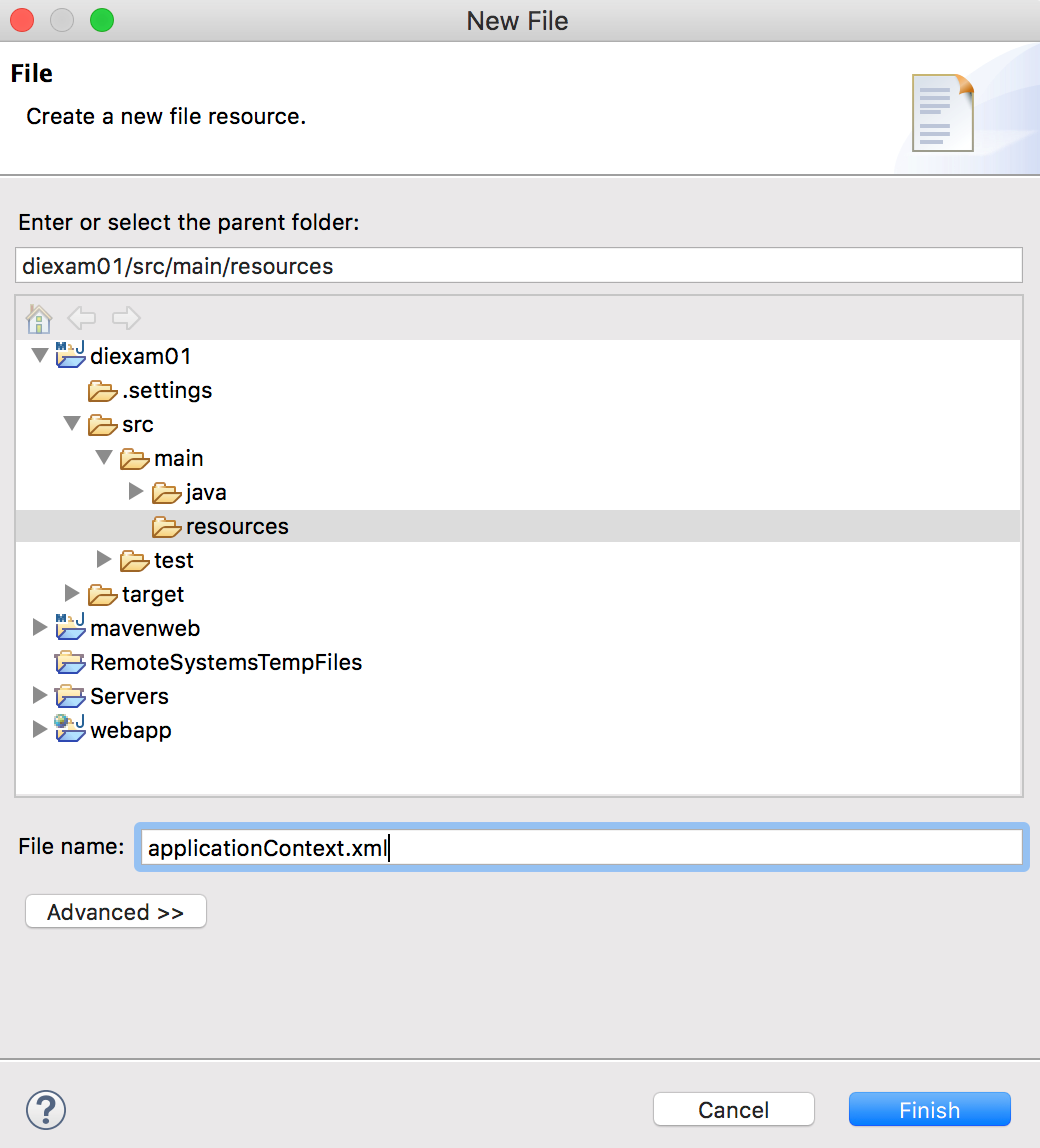 New File
File
Create a new file resource.
Enter or select the parent folder:
diexam01/src/main/resources
diexam01
.settings
src
main
java
resources
test
target
mavenweb
RemoteSystemsTempFiles
Servers
webapp
File name: applicationContext.xml
Advanced >>
? Cancel Finish